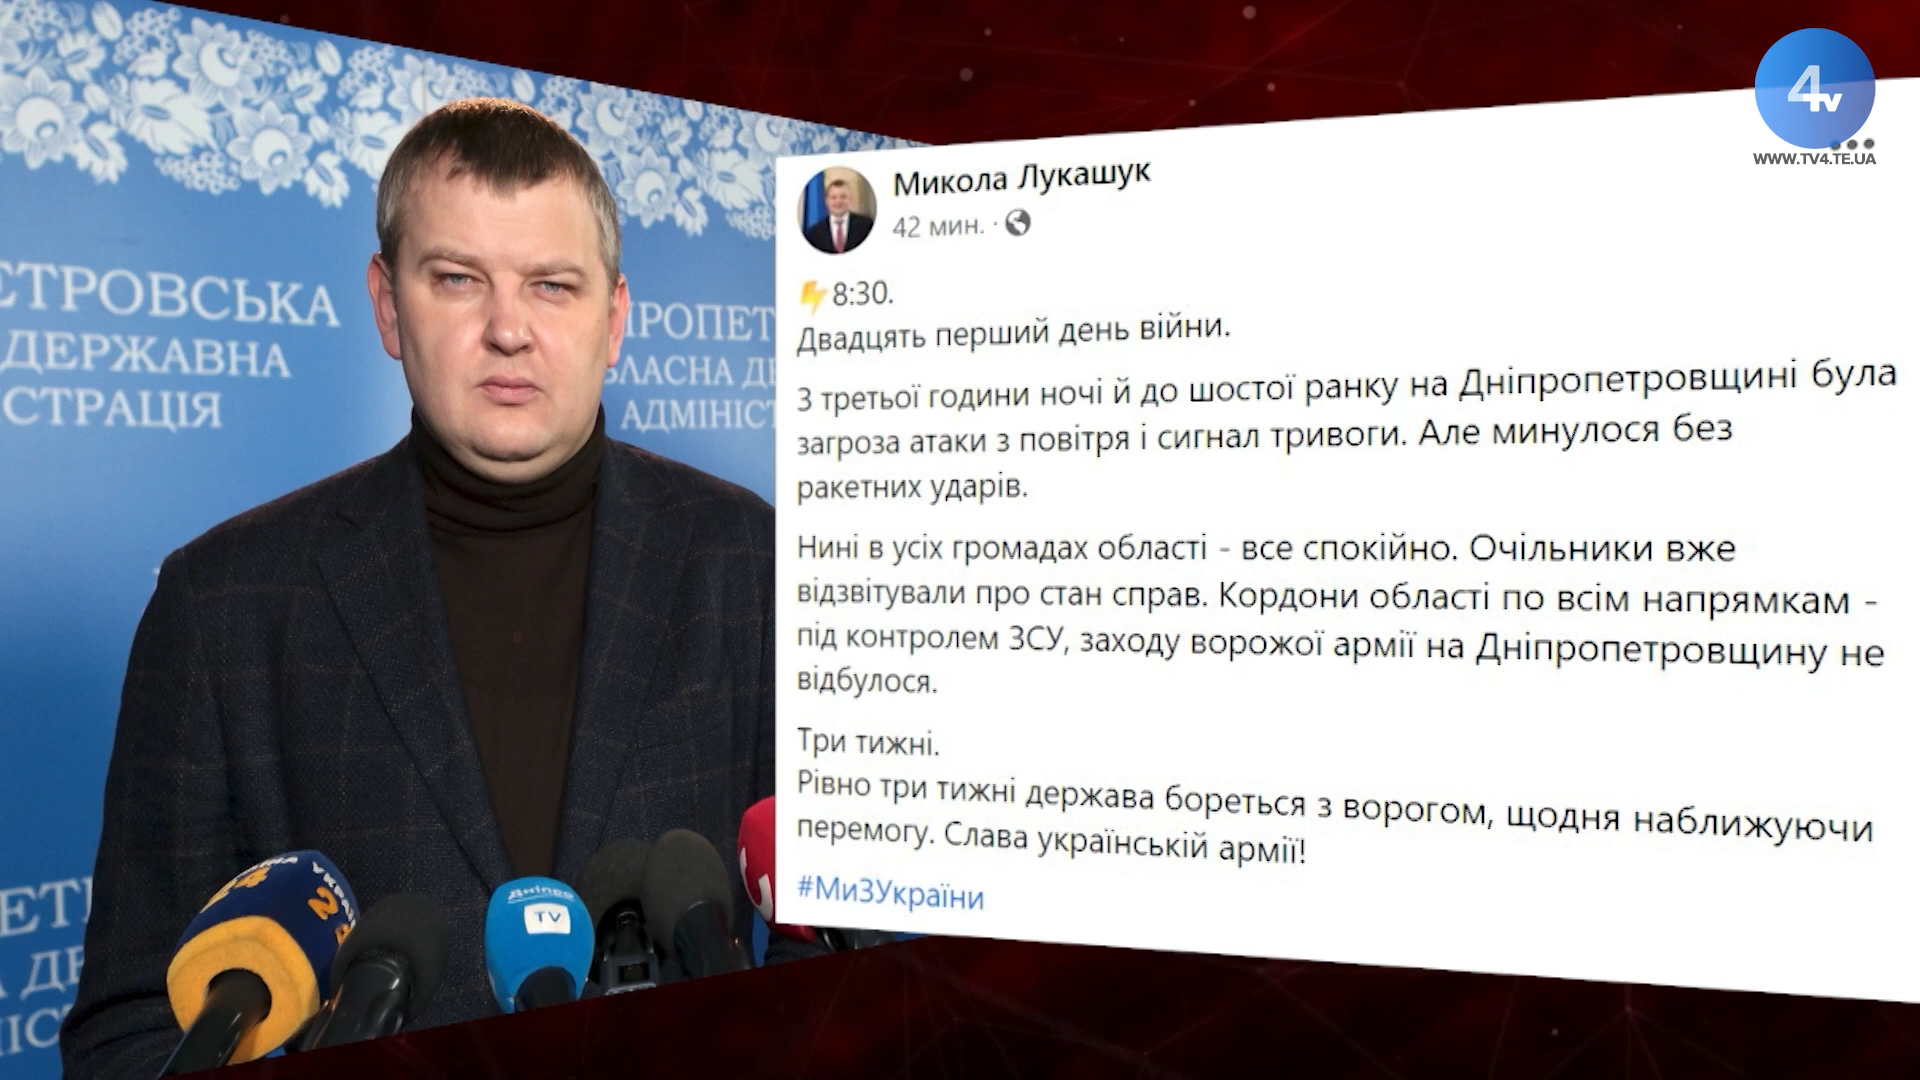 ЕТРОВСЬКА
ДЕРЖАВНА
СТРАЦІЯ
ПРОПЕТ
ЛАСНА ДЕ
АДМІНІСТ
4tv
WWW.TV4.TE.UA
Микола Лукашук
42 мин. ·
8:30.
Двадцять перший день війни.
З третьої години ночі й до шостої ранку на Дніпропетровщині була
загроза атаки з повітря і сигнал тривоги. Але минулося без
ракетних ударів.
Нині в усіх громадах області - все спокійно. Очільники вже
відзвітували про стан справ. Кордони області по всім напрямкам -
під контролем ЗСУ, заходу ворожої армії на Дніпропетровщину не
відбулося.
Три тижні.
Рівно три тижні держава бореться з ворогом, щодня наближуючи
перемогу. Слава українській армії!
#МиЗУкраїни
24
Дніпро
TV